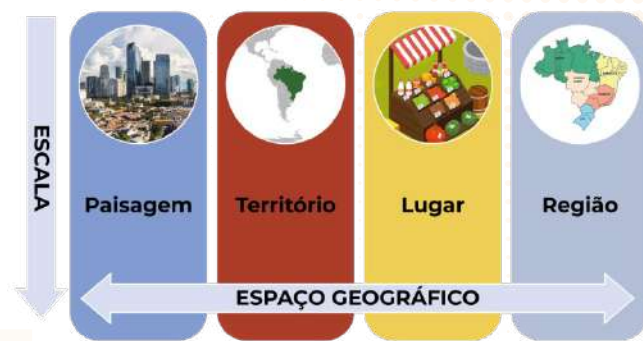 ESCALA
Paisagem
Território
Lugar
Região
ESPAÇO GEOGRÁFICO